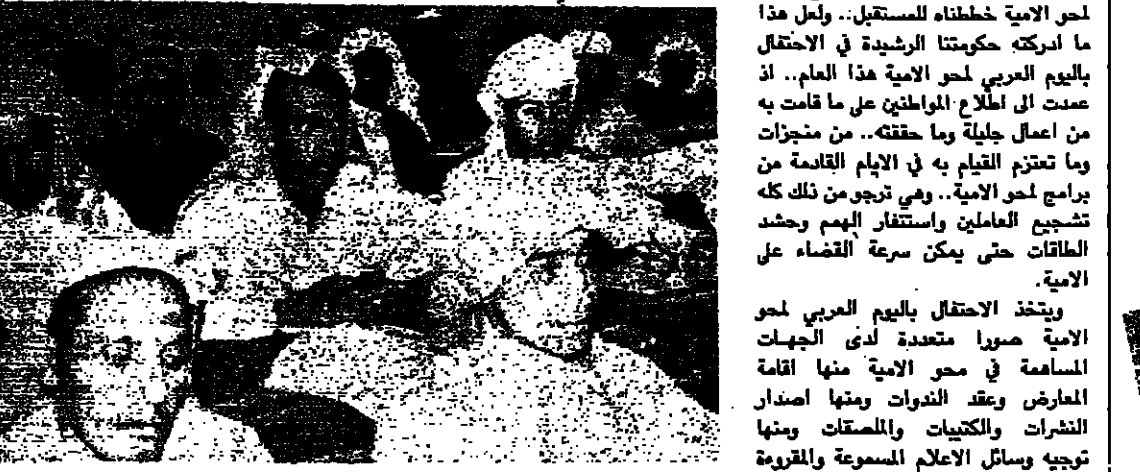 لمحو الامية خططناه للمستقبل.. ولعل هذا
ما ادركته حكومتنا الرشيدة في الاحتفال
باليوم العربي لمحو الامية هذا العام.. اذ
عمدت الى اطلاع المواطنين على ما قامت به
من اعمال جليلة وما حققته.. من منجزات
وما تعتزم القيام به في الايام القادمة من
برامج لمحو الامية.. وهي ترجو من ذلك كله
تشجيع العاملين واستنفار الهمم وحشد
الطاقات حتى يمكن سرعة القضاء على
الامية.
ويتخذ الاحتفال باليوم العربي لمحو
الامية صورا متعددة لدى الجهات
المساهمة في محو الامية منها اقامة
المعارض وعقد الندوات ومنها اصدار
النشرات والكتيبات والملصقات ومنها
توجيه وسائل الاعلام المسموعة والمقروءة